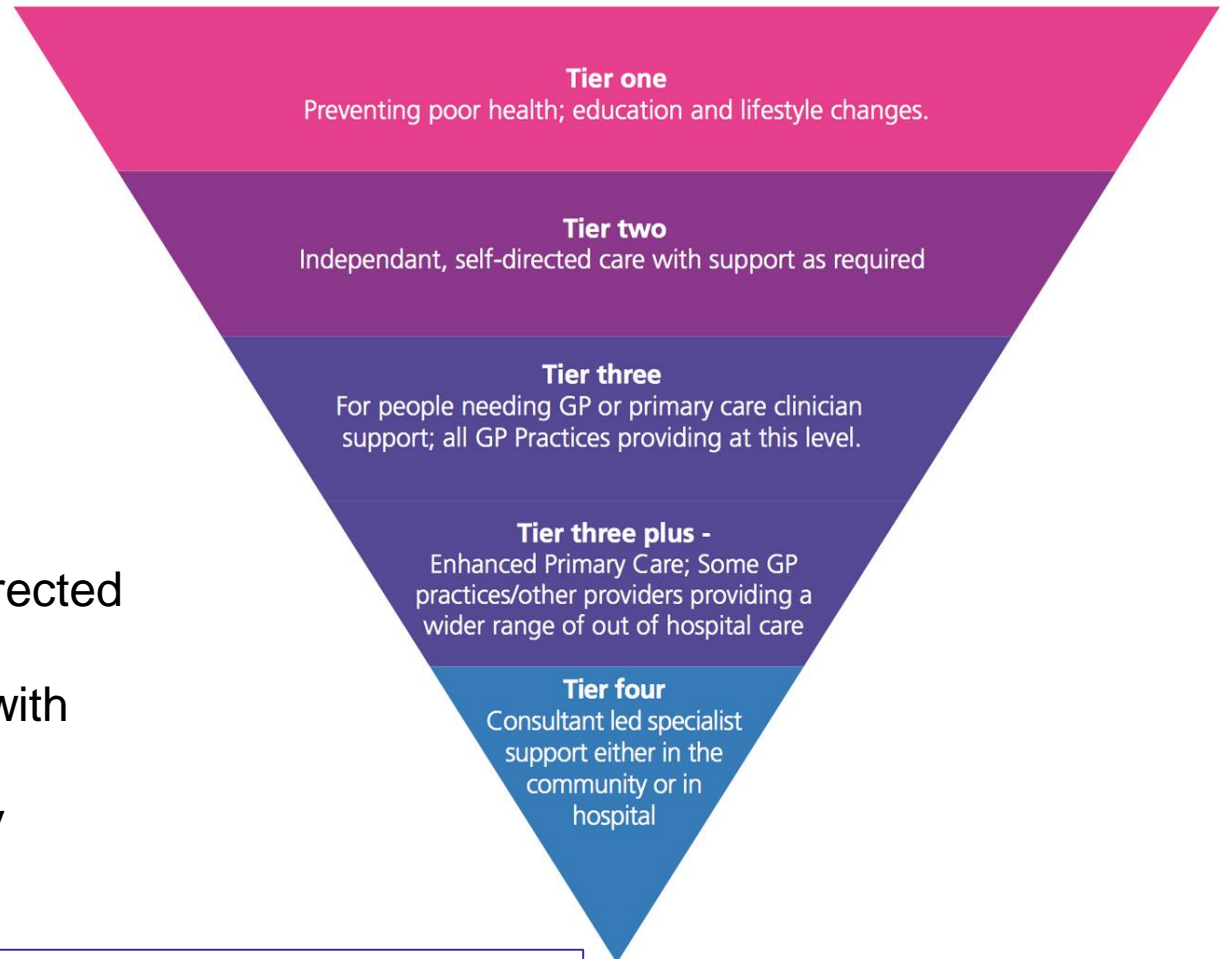 Tier one
Preventing poor health; education and lifestyle changes.
Tier two
Independant, self-directed care with support as required
Tier three
For people needing GP or primary care clinician
support; all GP Practices providing at this level.
Tier three plus -
Enhanced Primary Care; Some GP
practices/other providers providing a
wider range of out of hospital care
Tier four
Consultant led specialist
support either in the
community or in
hospital
rected
with